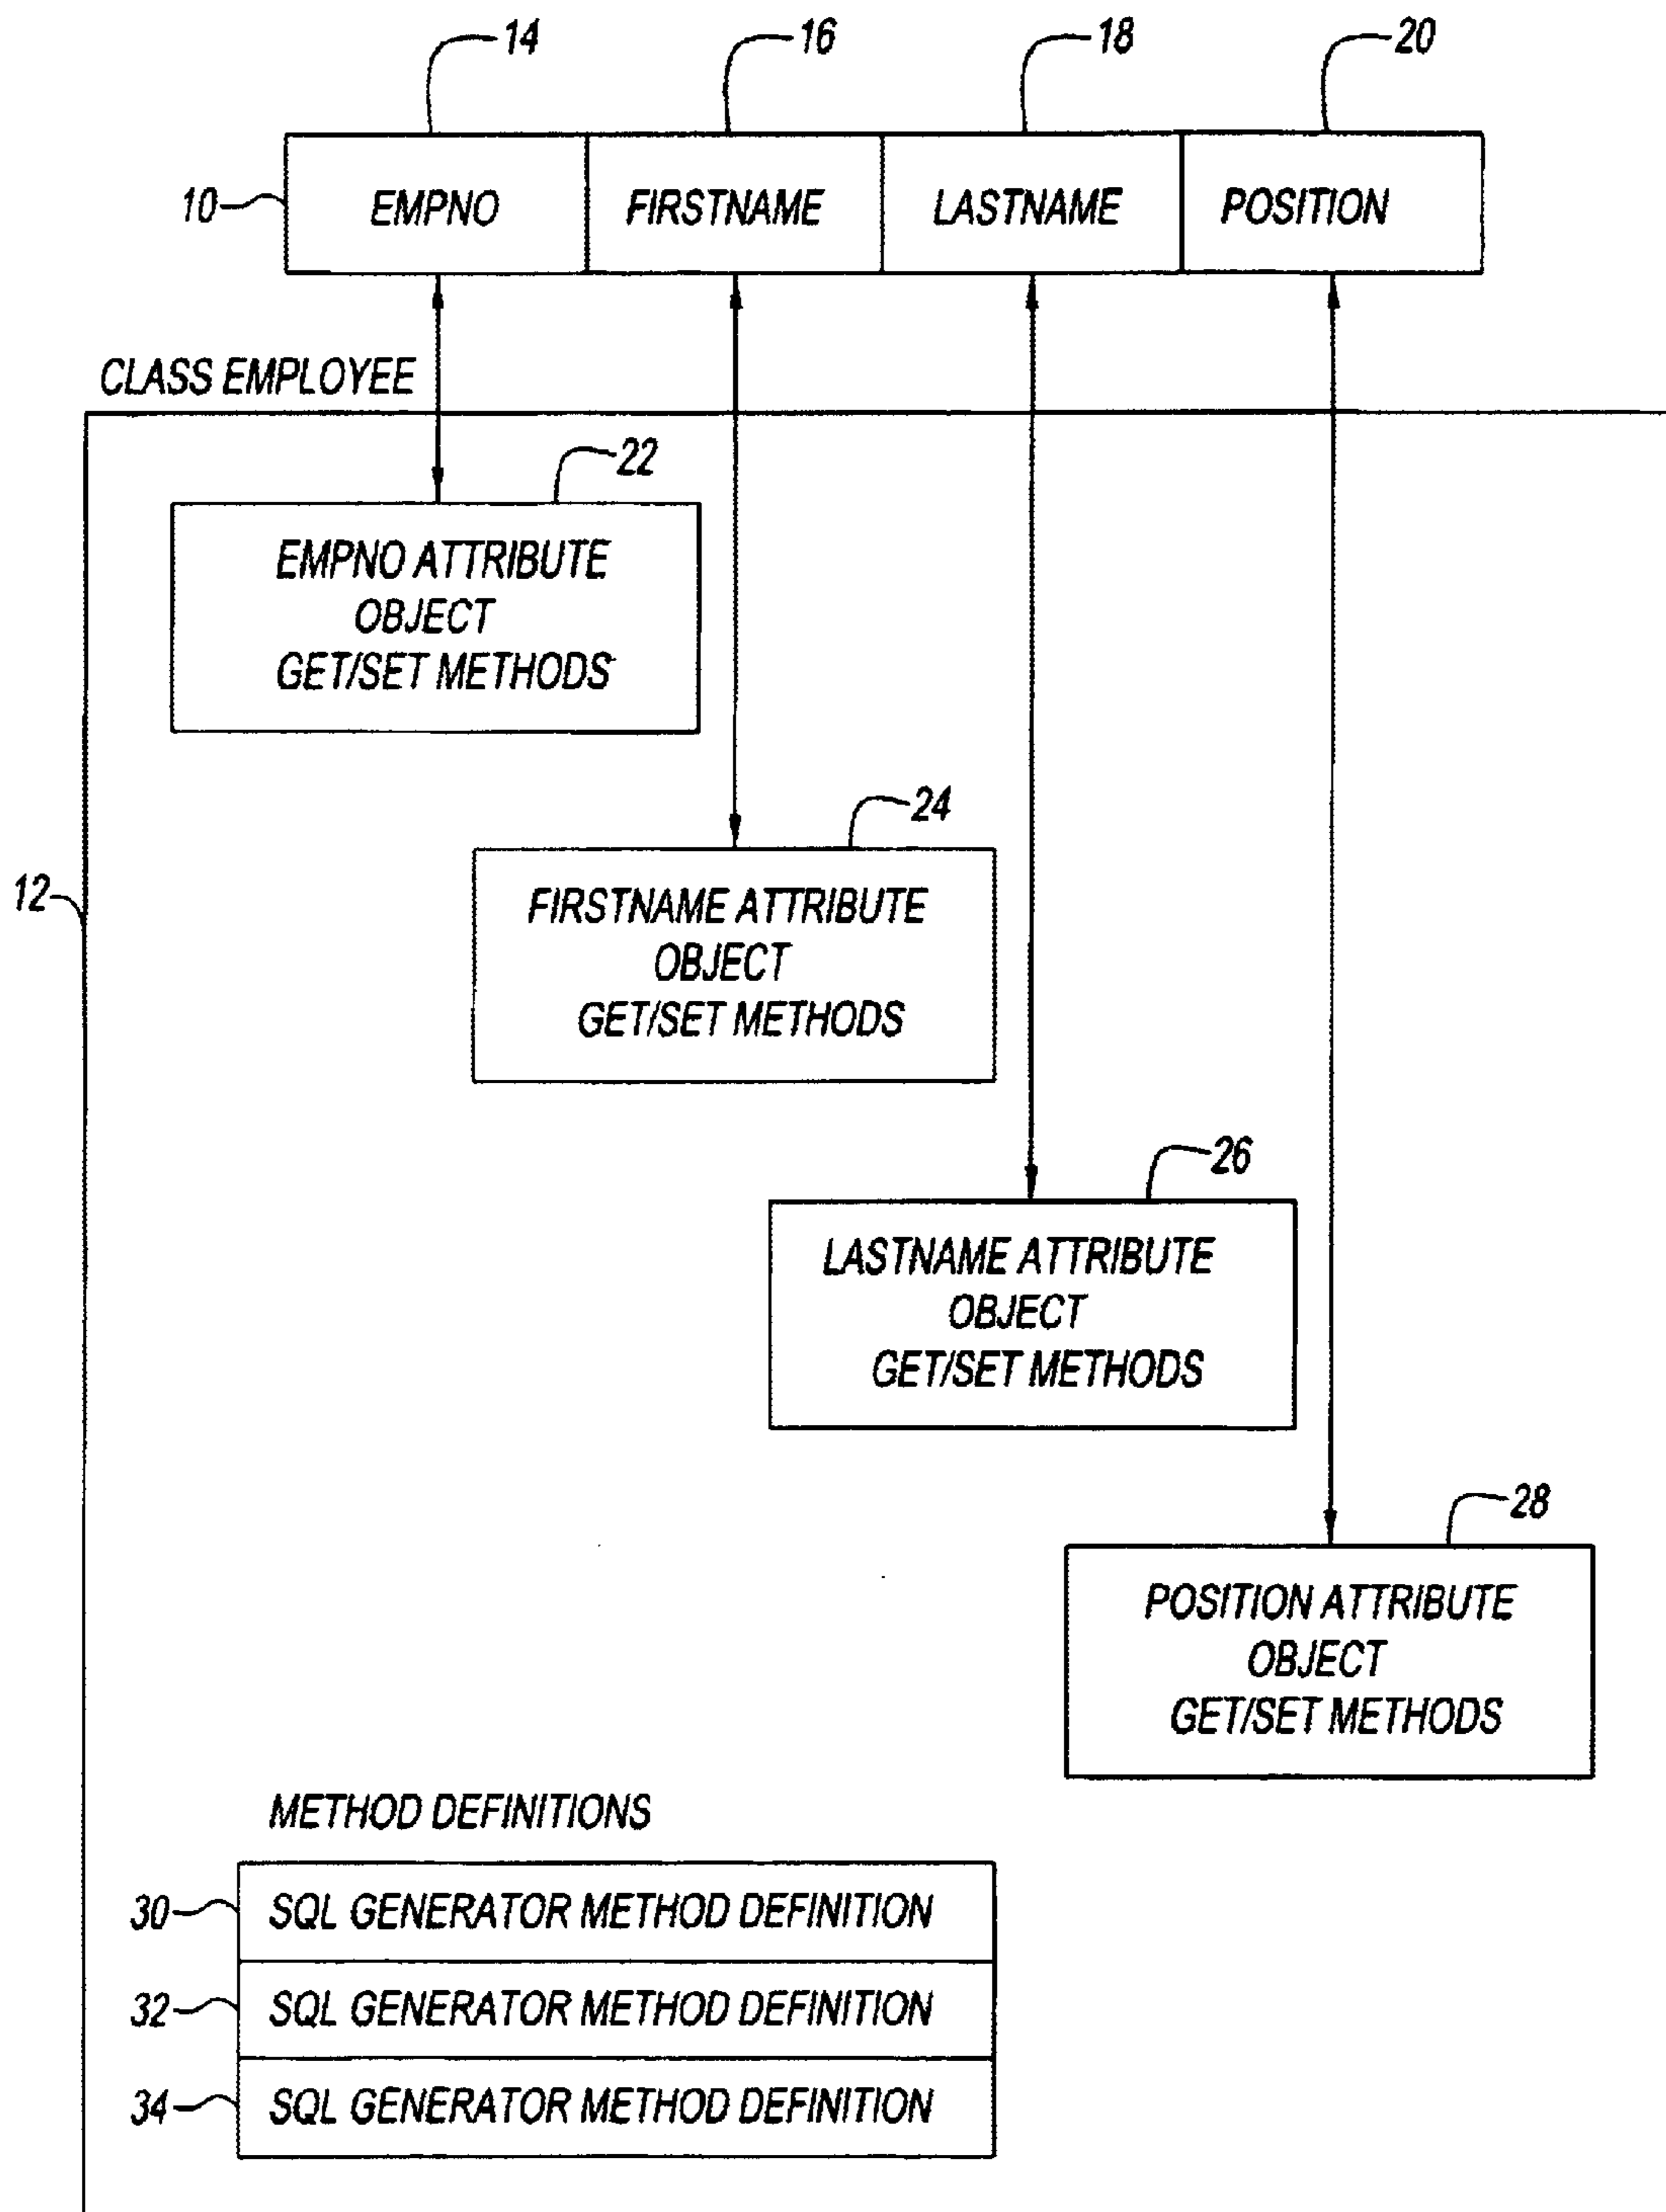 14 16 18 20
10 EMPNO FIRSTNAME LASTNAME POSITION
CLASS EMPLOYEE
22
EMPNO ATTRIBUTE
OBJECT
GET/SET METHODS
24
12
FIRSTNAME ATTRIBUTE
OBJECT
GET/SET METHODS
26
LASTNAME ATTRIBUTE
OBJECT
GET/SET METHODS
28
POSITION ATTRIBUTE
OBJECT
GET/SET METHODS
METHOD DEFINITIONS
30 SQL GENERATOR METHOD DEFINITION
32 SQL GENERATOR METHOD DEFINITION
34 SQL GENERATOR METHOD DEFINITION